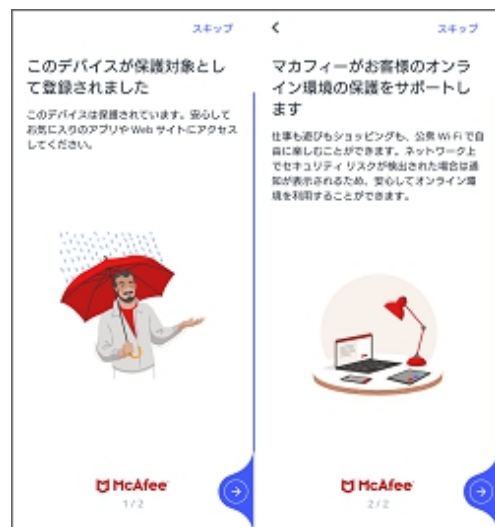 スキップ
このデバイスが保護対象とし
て登録されました
このデバイスは保護されています。安心して
お気に入りのアプリや Web サイトにアクセス
してください。
McAfee
1/2
スキップ
マカフィーがお客様のオンラ
イン環境の保護をサポートし
ます
仕事も遊びもショッピングも、公衆 Wi-Fi で自
由に楽しむことができます。ネットワーク上
でセキュリティ リスクが検出された場合は通
知が表示されるため、安心してオンライン環
境を利用することができます。
McAfee
2/2